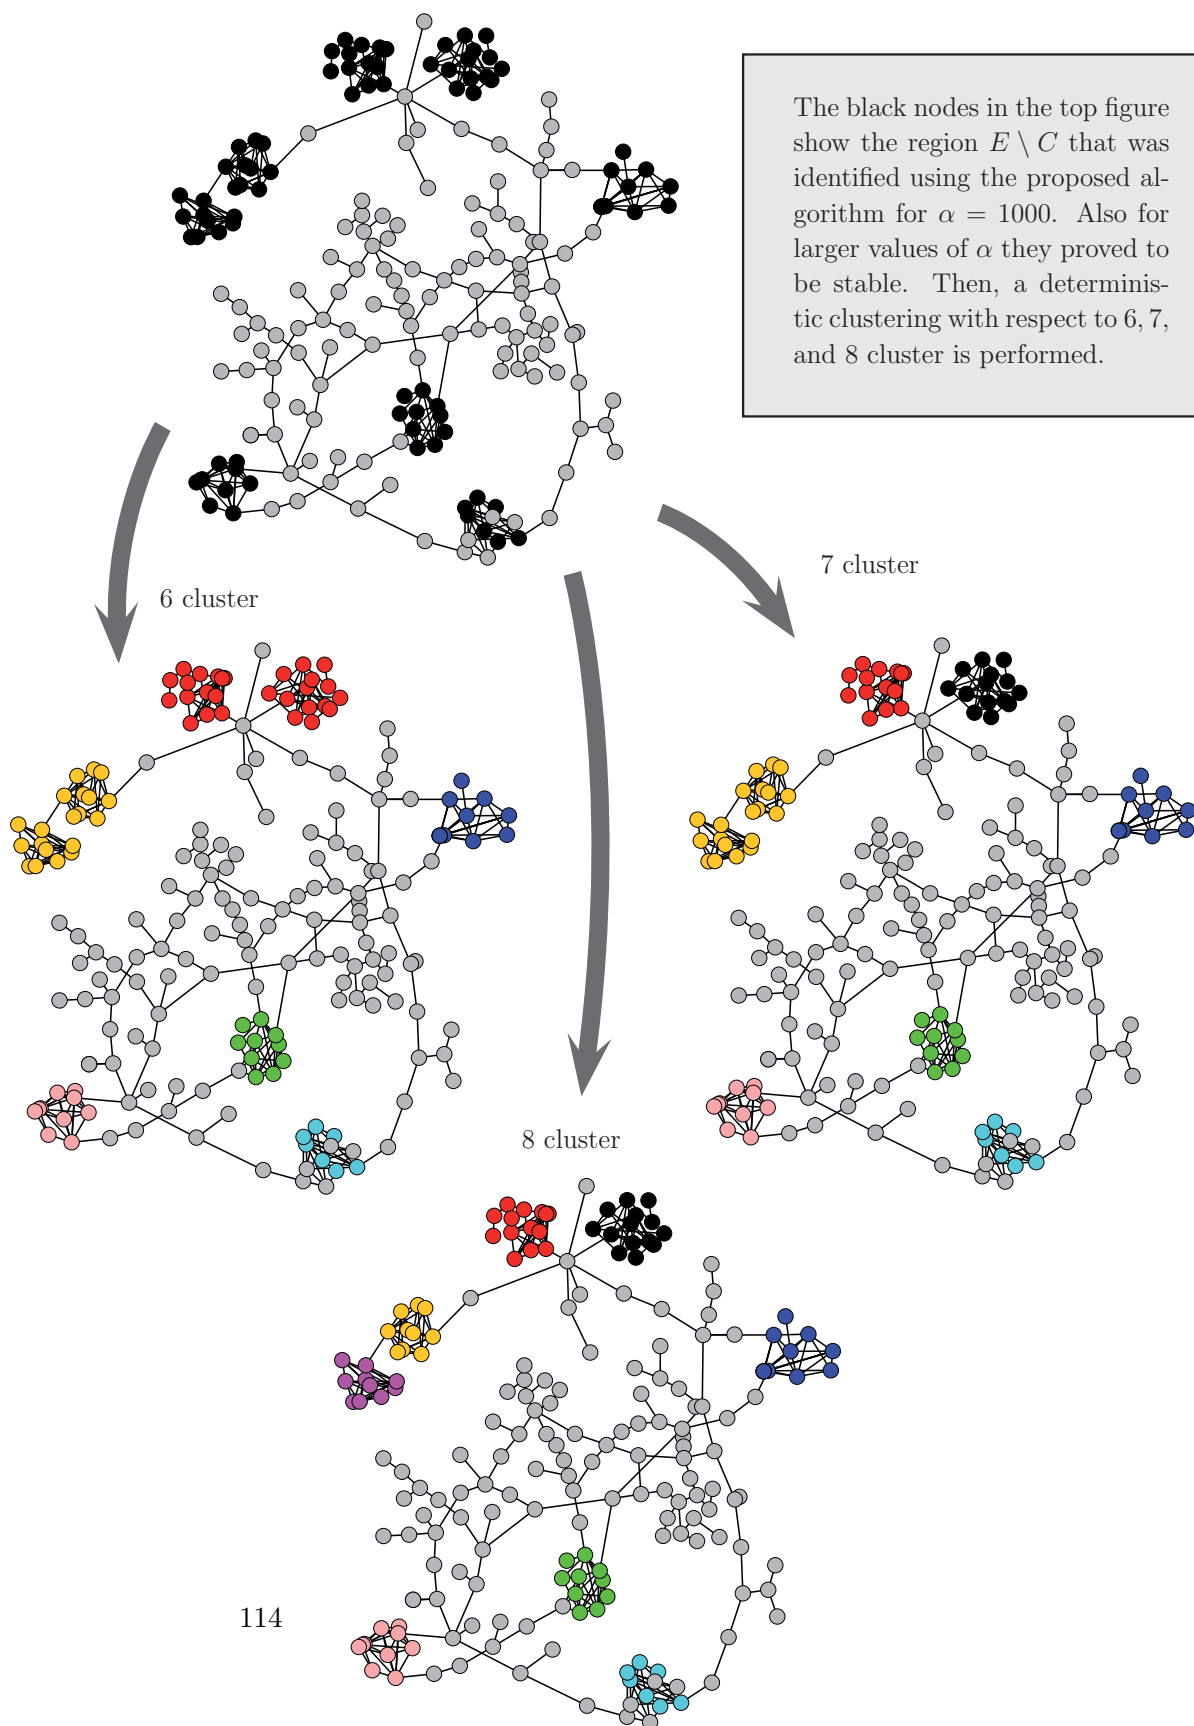 The black nodes in the top figure
show the region E \ C that was
identified using the proposed al-
gorithm for α = 1000. Also for
larger values of α they proved to
be stable. Then, a determinis-
tic clustering with respect to 6, 7,
and 8 cluster is performed.
7 cluster
6 cluster
8 cluster
114